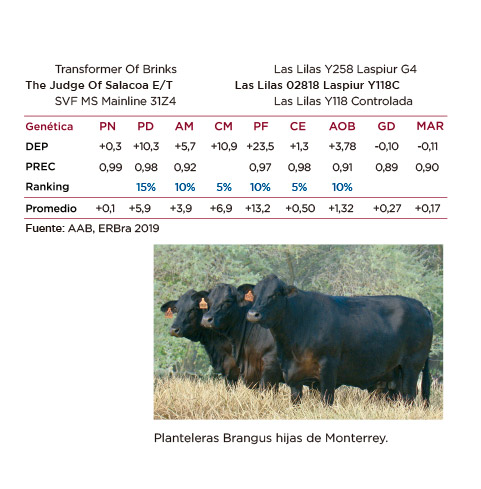 Transformer Of Brinks
Las Lilas Y258 Laspiur G4
The Judge Of Salacoa E/T
Las Lilas 02818 Laspiur Y118C
SVF MS Mainline 31Z4
Las Lilas Y118 Controlada
Genética PN PD AM CM PF CE AOB GD MAR
DEP +0,3 +10,3 +5,7 +10,9 +23,5 +1,3 +3,78 -0,10 -0,11
PREC 0,99 0,98 0,92 0,97 0,98 0,91 0,89 0,90
Ranking 15% 10% 5% 10% 5% 10%
Promedio +0,1 +5,9 +3,9 +6,9 +13,2 +0,50 +1,32 +0,27 +0,17
Fuente: AAB, ERBra 2019
Planteleras Brangus hijas de Monterrey.